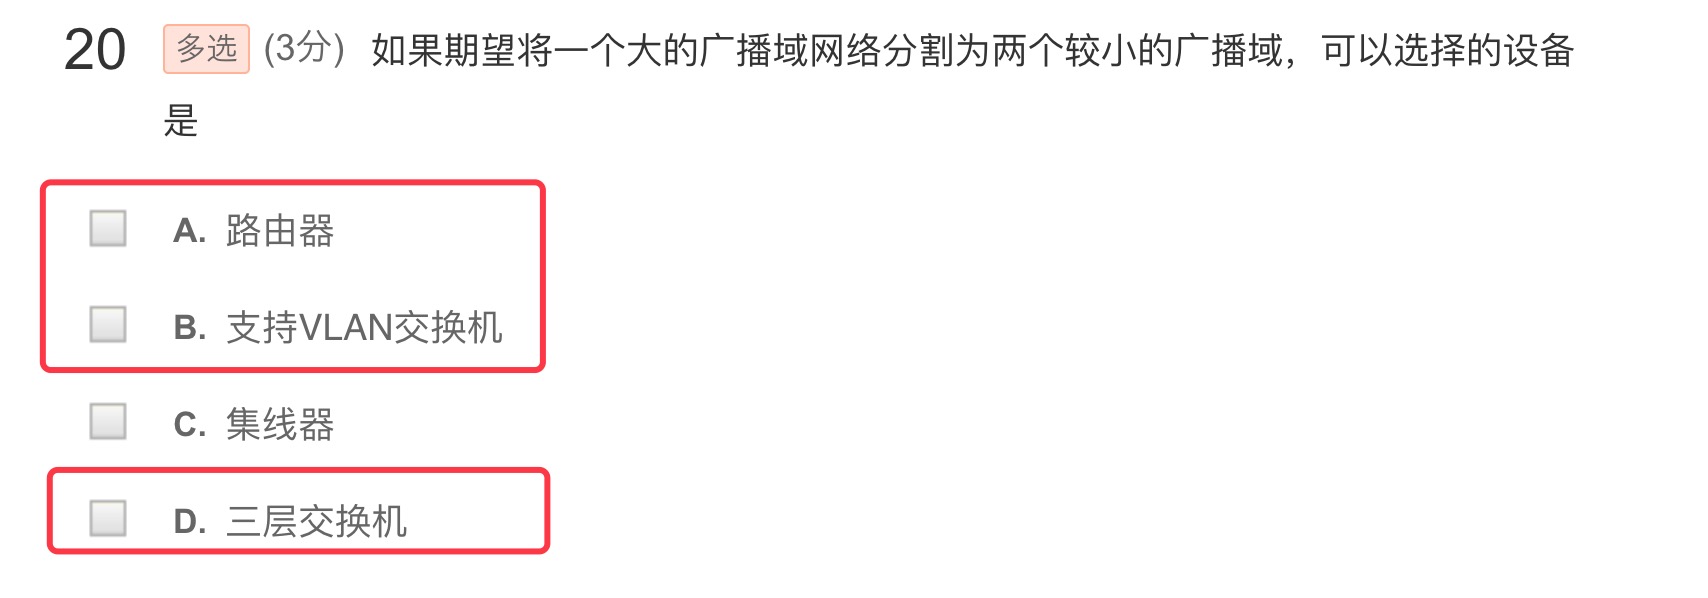 20 多选 (3分) 如果期望将一个大的广播域网络分割为两个较小的广播域，可以选择的设备
是
A. 路由器
B. 支持VLAN交换机
C. 集线器
D. 三层交换机